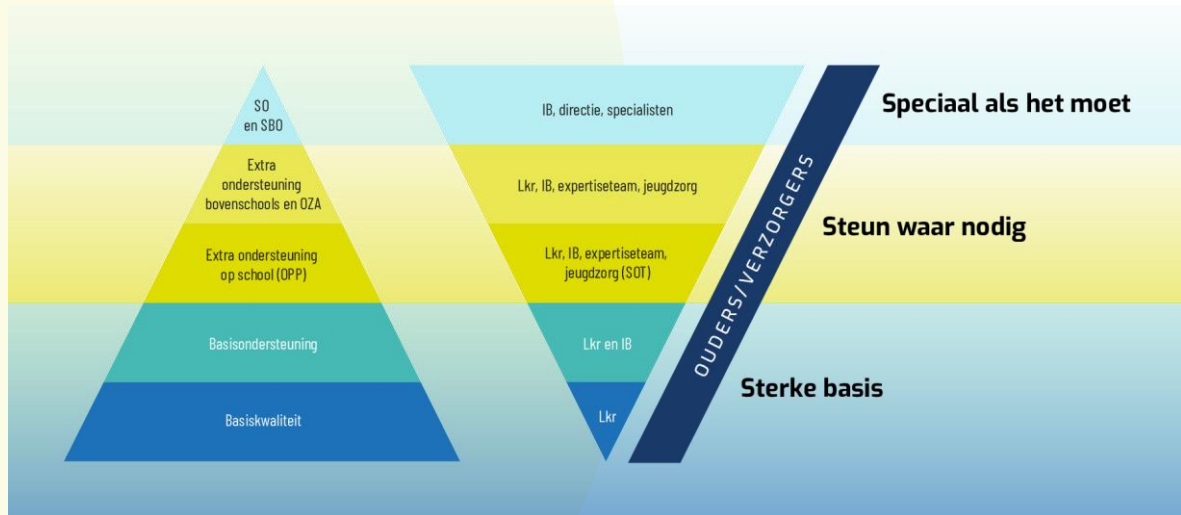 SO
en SBO
IB, directie, specialisten
Speciaal als het moet
Extra
ondersteuning
bovenschools en OZA
Lkr, IB, expertiseteam, jeugdzorg
Steun waar nodig
Extra ondersteuning
op school (OPP)
Lkr, IB, expertiseteam,
jeugdzorg (SOT)
OUDERS/VERZORGERS
Basisondersteuning
Lkr en IB
Sterke basis
Basiskwaliteit
Lkr